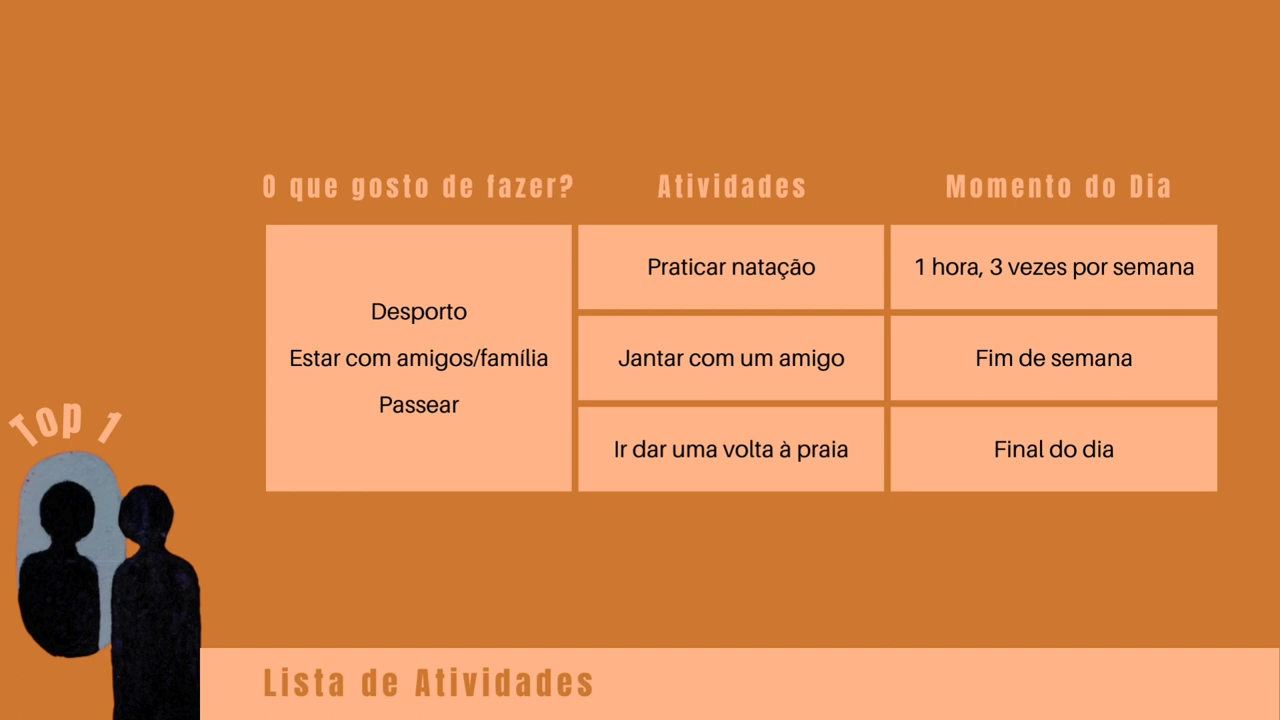 O que gosto de fazer?
Atividades
Momento do Dia
Desporto
Estar com amigos/família
Passear
Praticar natação
1 hora, 3 vezes por semana
Jantar com um amigo
Fim de semana
Ir dar uma volta à praia
Final do dia
Top 1
Lista de Atividades